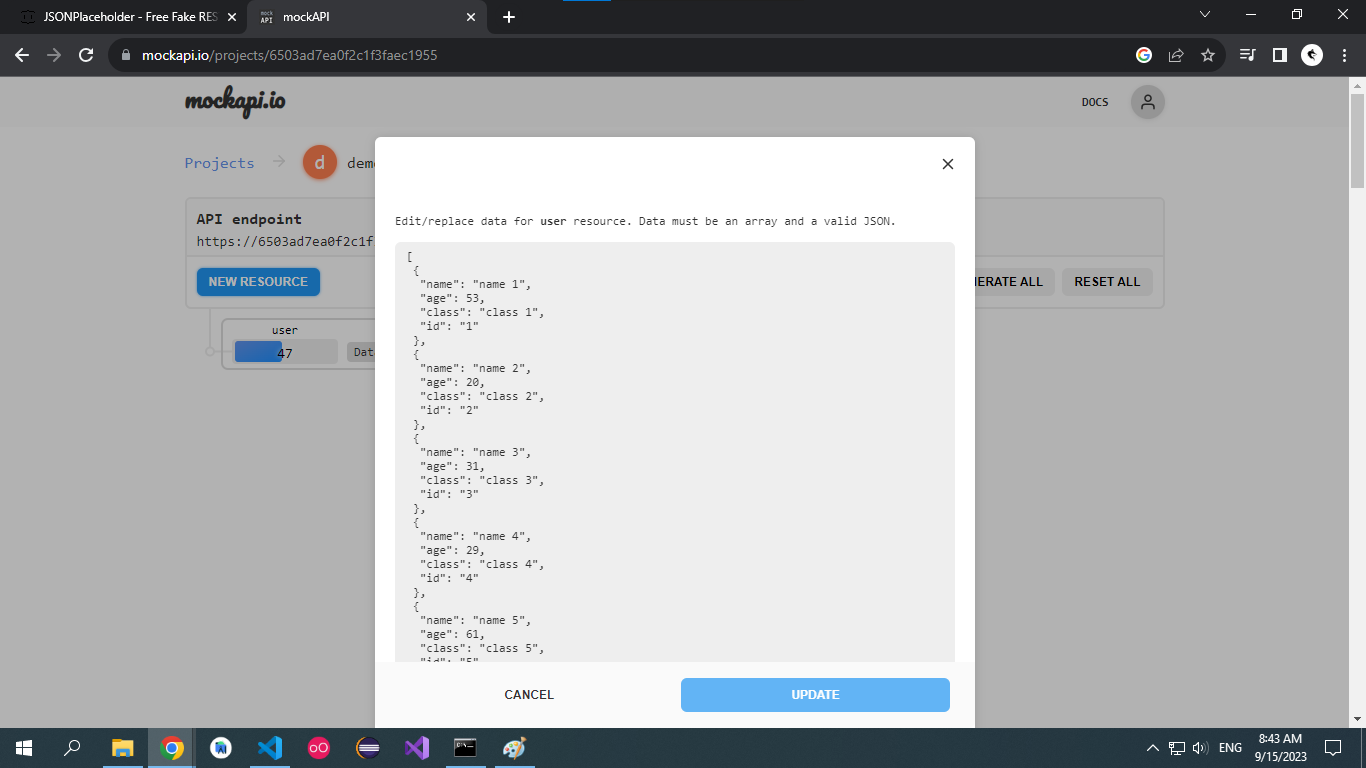 JSONPlaceholder - Free Fake RES
mock API
mockAPI
mockapi.io/projects/6503ad7ea0f2c1f3faec1955
mockapi.io
DOCS
Projects
d
demo
API endpoint
https://6503ad7ea0f2c1f
NEW RESOURCE
ERATE ALL
RESET ALL
user
47
Dat
Edit/replace data for user resource. Data must be an array and a valid JSON.
[
{
"name": "name 1",
"age": 53,
"class": "class 1",
"id": "1"
},
{
"name": "name 2",
"age": 20,
"class": "class 2",
"id": "2"
},
{
"name": "name 3",
"age": 31,
"class": "class 3",
"id": "3"
},
{
"name": "name 4",
"age": 29,
"class": "class 4",
"id": "4"
},
{
"name": "name 5",
"age": 61,
"class": "class 5",
"id": "5"
CANCEL
UPDATE
ENG
8:43 AM
9/15/2023